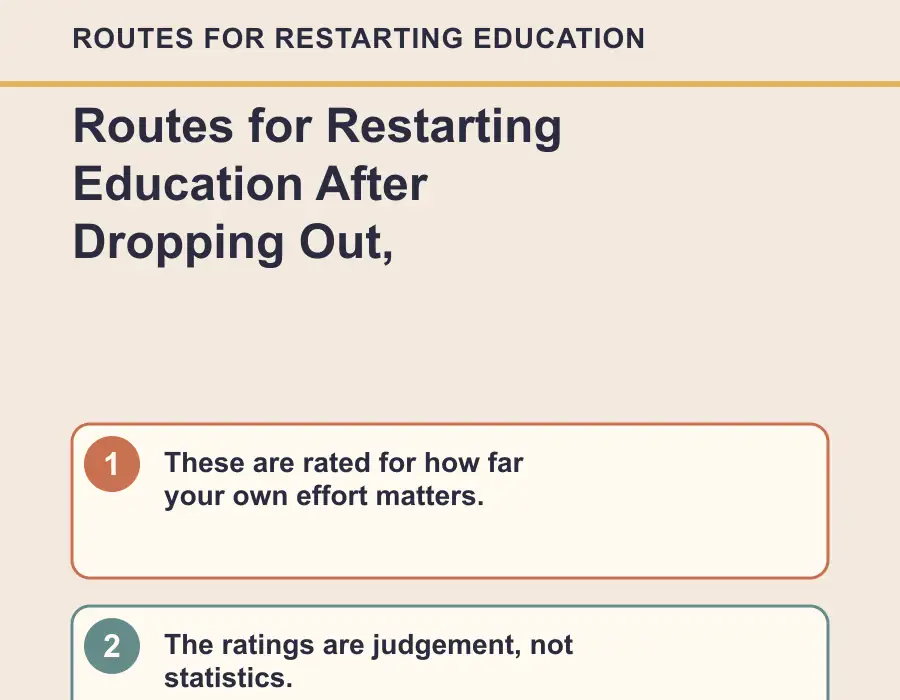 ROUTES FOR RESTARTING EDUCATION
Routes for Restarting
Education After
Dropping Out,
1
These are rated for how far
your own effort matters.
2
The ratings are judgement, not
statistics.